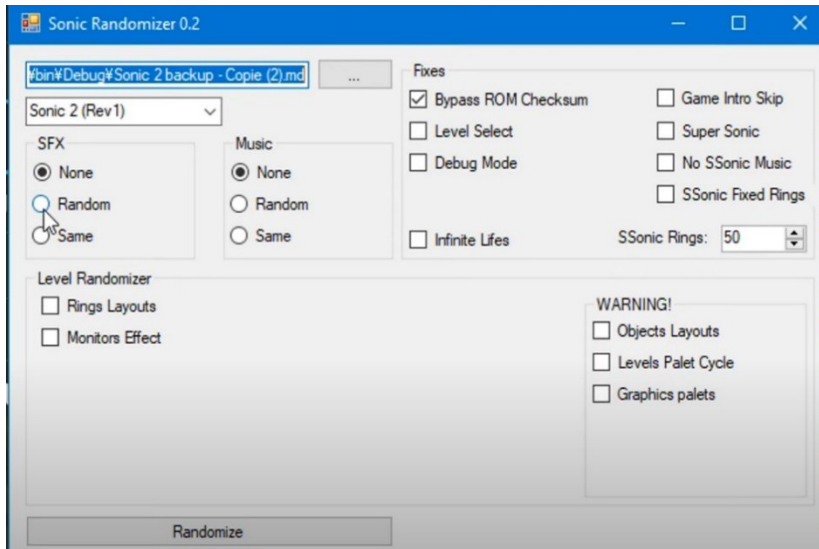 Sonic Randomizer 0.2
¥bin¥Debug¥Sonic 2 backup - Copie (2).md
...
Sonic 2 (Rev1)
SFX
None
Random
Same
Music
None
Random
Same
Fixes
Bypass ROM Checksum
Level Select
Debug Mode
Infinite Lifes
Game Intro Skip
Super Sonic
No SSonic Music
SSonic Fixed Rings
SSonic Rings: 50
Level Randomizer
Rings Layouts
Monitors Effect
WARNING!
Objects Layouts
Levels Palet Cycle
Graphics palets
Randomize